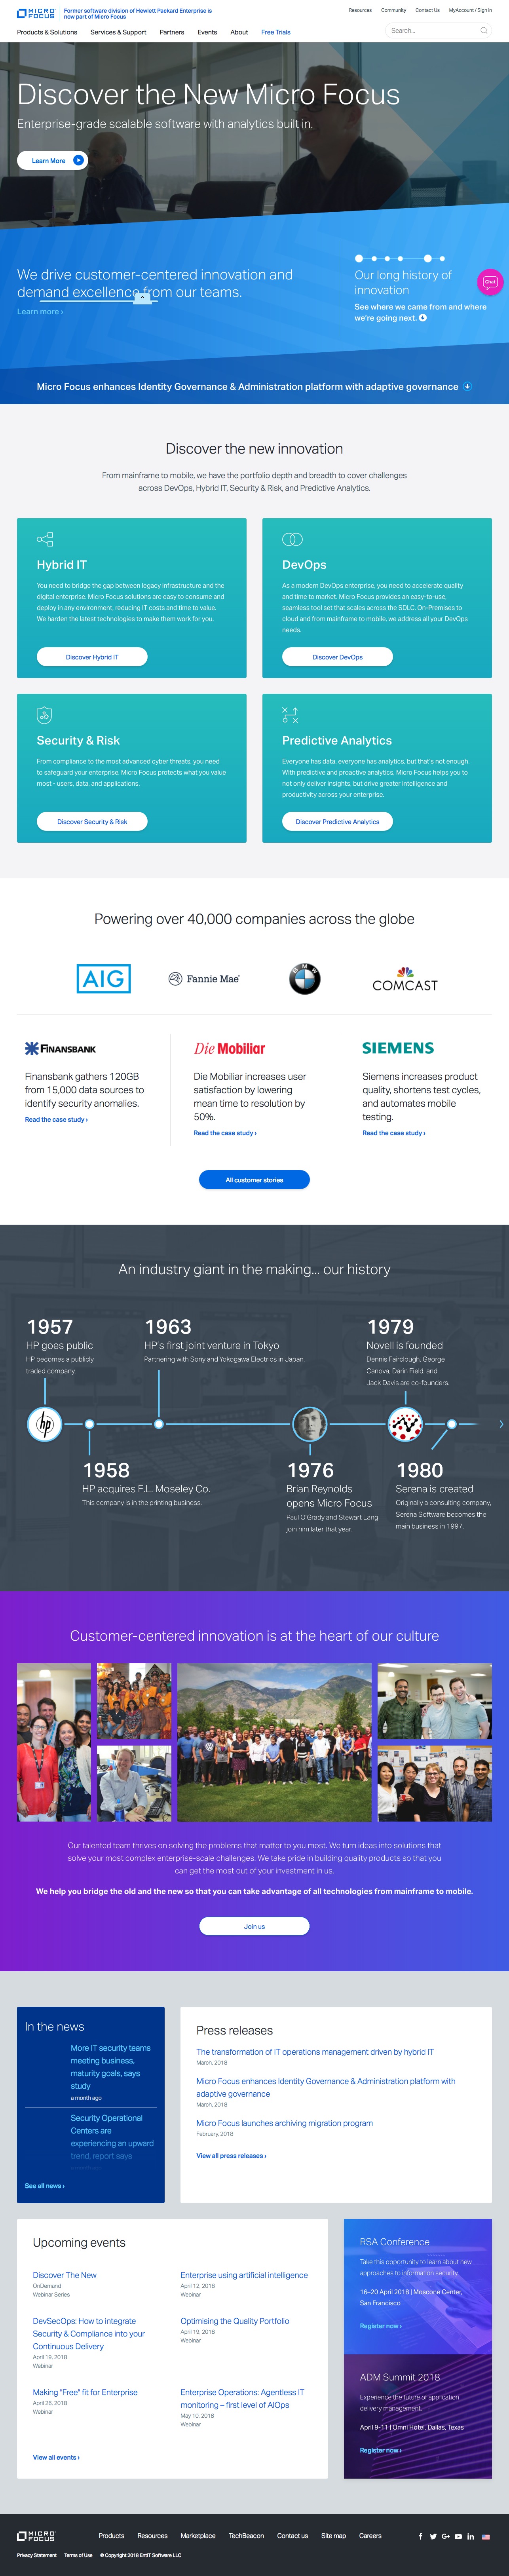 MICRO
FOCUS
Former software division of Hewlett Packard Enterprise is
now part of Micro Focus
Resources Community Contact Us MyAccount / Sign in
Products & Solutions Services & Support Partners Events About Free Trials
Search...
Discover the New Micro Focus
Enterprise-grade scalable software with analytics built in.
Learn More
We drive customer-centered innovation and
demand excellence from our teams.
Learn more ›
Our long history of
innovation
See where we came from and where
we're going next.
Chat
Micro Focus enhances Identity Governance & Administration platform with adaptive governance
Discover the new innovation
From mainframe to mobile, we have the portfolio depth and breadth to cover challenges
across DevOps, Hybrid IT, Security & Risk, and Predictive Analytics.
Hybrid IT
You need to bridge the gap between legacy infrastructure and the
digital enterprise. Micro Focus solutions are easy to consume and
deploy in any environment, reducing IT costs and time to value.
We harden the latest technologies to make them work for you.
Discover Hybrid IT
DevOps
As a modern DevOps enterprise, you need to accelerate quality
and time to market. Micro Focus provides an easy-to-use,
seamless tool set that scales across the SDLC. On-Premises to
cloud and from mainframe to mobile, we address all your DevOps
needs.
Discover DevOps
Security & Risk
From compliance to the most advanced cyber threats, you need
to safeguard your enterprise. Micro Focus protects what you value
most - users, data, and applications.
Discover Security & Risk
Predictive Analytics
Everyone has data, everyone has analytics, but that's not enough.
With predictive and proactive analytics, Micro Focus helps you to
not only deliver insights, but drive greater intelligence and
productivity across your enterprise.
Discover Predictive Analytics
Powering over 40,000 companies across the globe
AIG
Fannie Mae
BMW
COMCAST
FINANSBANK
Finansbank gathers 120GB
from 15,000 data sources to
identify security anomalies.
Read the case study ›
Die Mobiliar
Die Mobiliar increases user
satisfaction by lowering
mean time to resolution by
50%.
Read the case study ›
SIEMENS
Siemens increases product
quality, shortens test cycles,
and automates mobile
testing.
Read the case study ›
All customer stories
An industry giant in the making... our history
1957
HP goes public
HP becomes a publicly
traded company.
1963
HP's first joint venture in Tokyo
Partnering with Sony and Yokogawa Electrics in Japan.
1979
Novell is founded
Dennis Fairclough, George
Canova, Darin Field, and
Jack Davis are co-founders.
hp
1958
HP acquires F.L. Moseley Co.
This company is in the printing business.
1976
Brian Reynolds
opens Micro Focus
Paul O'Grady and Stewart Lang
join him later that year.
1980
Serena is created
Originally a consulting company,
Serena Software becomes the
main business in 1997.
Customer-centered innovation is at the heart of our culture
Our talented team thrives on solving the problems that matter to you most. We turn ideas into solutions that
solve your most complex enterprise-scale challenges. We take pride in building quality products so that you
can get the most out of your investment in us.
We help you bridge the old and the new so that you can take advantage of all technologies from mainframe to mobile.
Join us
In the news
More IT security teams
meeting business,
maturity goals, says
study
a month ago
Security Operational
Centers are
experiencing an upward
trend, report says
See all news ›
Press releases
The transformation of IT operations management driven by hybrid IT
March, 2018
Micro Focus enhances Identity Governance & Administration platform with
adaptive governance
March, 2018
Micro Focus launches archiving migration program
February, 2018
View all press releases ›
Upcoming events
Discover The New
OnDemand
Webinar Series
Enterprise using artificial intelligence
April 12, 2018
Webinar
DevSecOps: How to integrate
Security & Compliance into your
Continuous Delivery
April 19, 2018
Webinar
Optimising the Quality Portfolio
April 19, 2018
Webinar
Making "Free" fit for Enterprise
April 26, 2018
Webinar
Enterprise Operations: Agentless IT
monitoring – first level of AIOps
May 10, 2018
Webinar
View all events ›
RSA Conference
Take this opportunity to learn about new
approaches to information security.
16–20 April 2018 | Moscone Center,
San Francisco
Register now ›
ADM Summit 2018
Experience the future of application
delivery management.
April 9-11 | Omni Hotel, Dallas, Texas
Register now ›
MICRO
FOCUS
Products Resources Marketplace TechBeacon Contact us Site map Careers
Privacy Statement Terms of Use © Copyright 2018 EntIT Software LLC